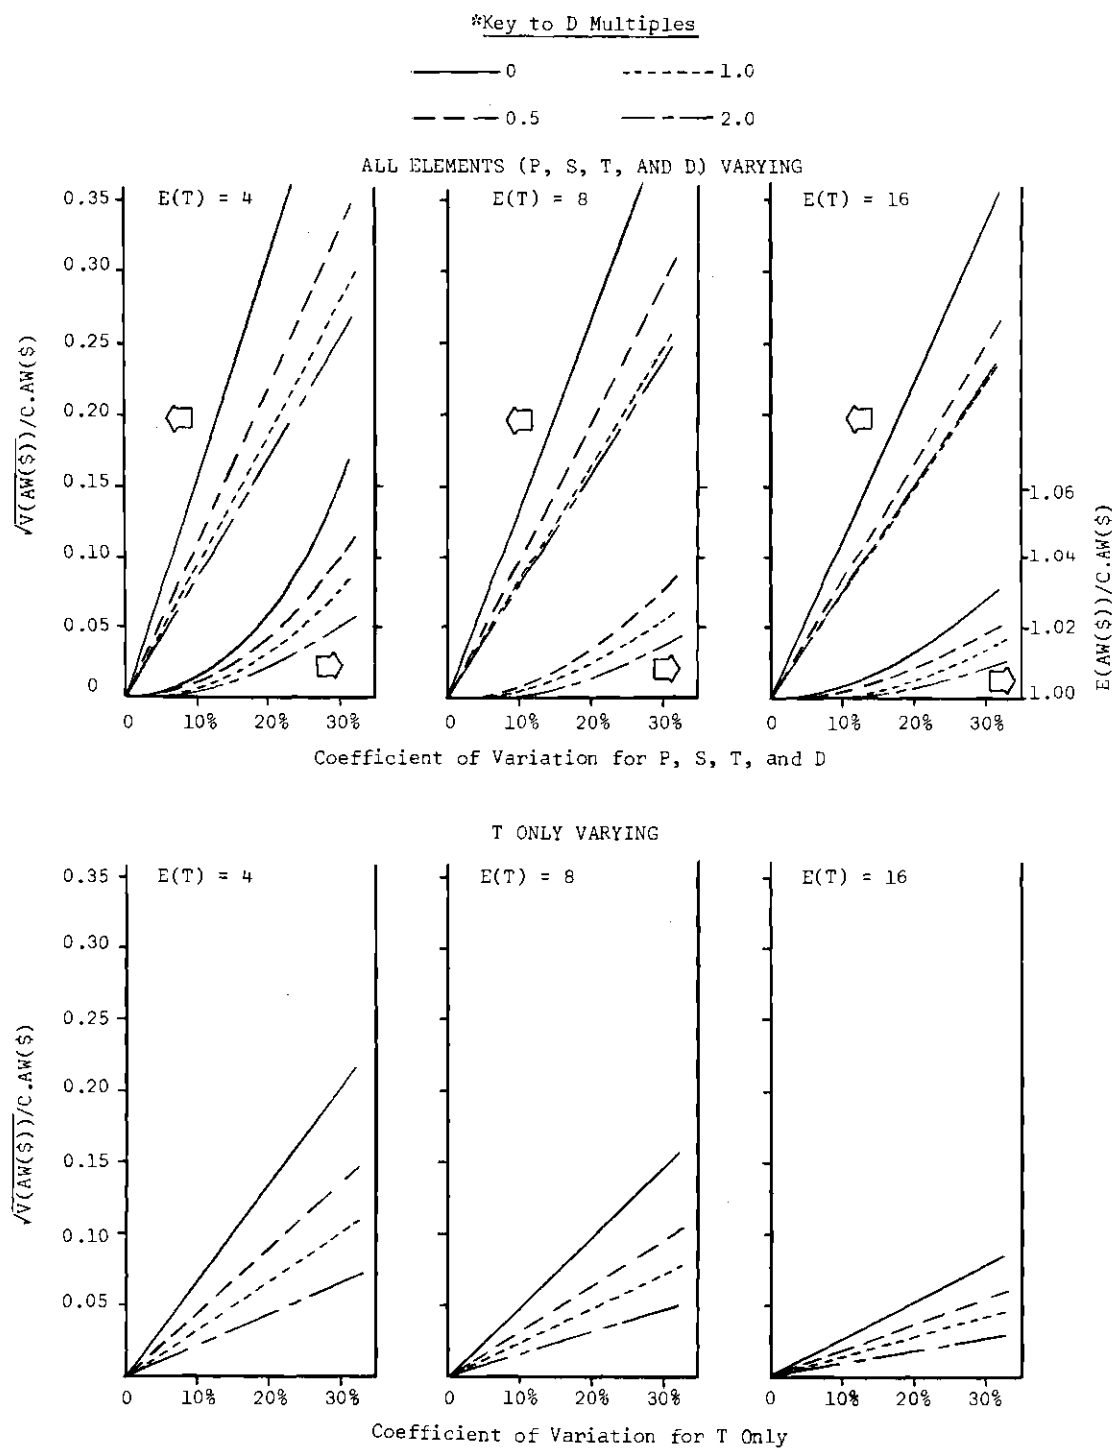 *Key to D Multiples
0
1.0
0.5
2.0
ALL ELEMENTS (P, S, T, AND D) VARYING
E(T) = 4
E(T) = 8
E(T) = 16
0.35
0.30
0.25
0.20
0.15
0.10
0.05
0
√V(AW($))/C.AW($)
1.06
1.04
1.02
1.00
E(AW($))/C.AW($)
0 10% 20% 30%
0 10% 20% 30%
0 10% 20% 30%
Coefficient of Variation for P, S, T, and D
T ONLY VARYING
E(T) = 4
E(T) = 8
E(T) = 16
0.35
0.30
0.25
0.20
0.15
0.10
0.05
√V(AW($))/C.AW($)
0 10% 20% 30%
0 10% 20% 30%
0 10% 20% 30%
Coefficient of Variation for T Only